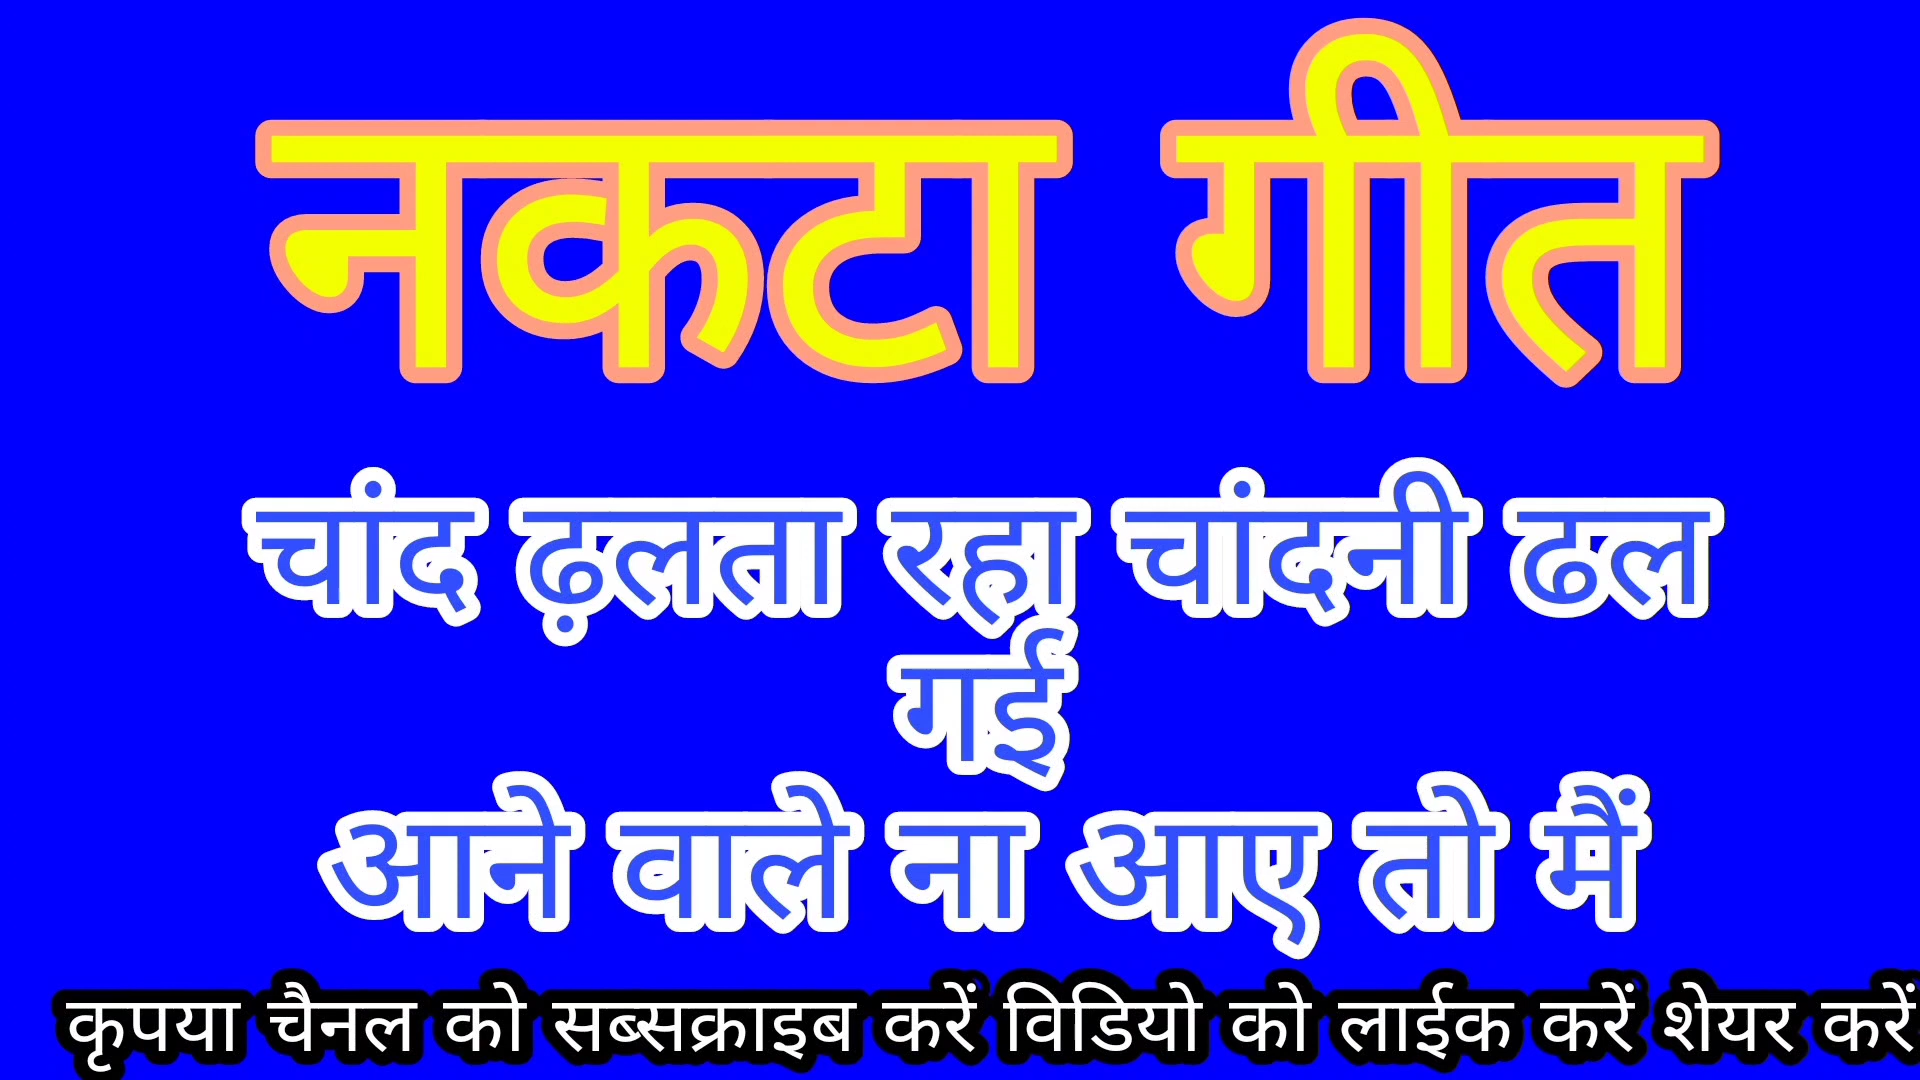 नकटा गीत
चांद ढ़लता रहा चांदनी ढल
गई
आने वाले ना आए तो मैं
कृपया चैनल को सब्सक्राइब करें विडियो को लाईक करें शेयर करें